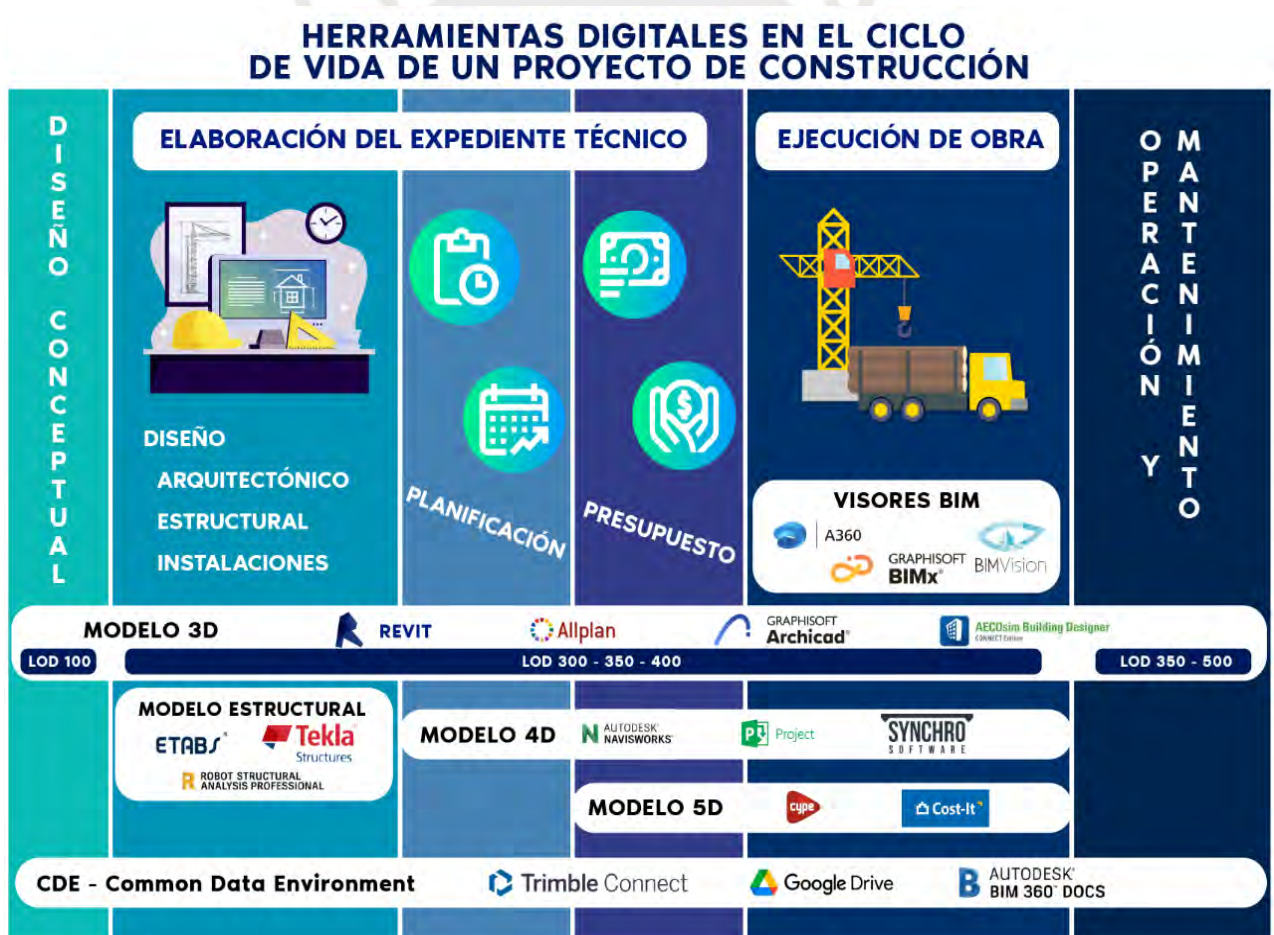 HERRAMIENTAS DIGITALES EN EL CICLO
DE VIDA DE UN PROYECTO DE CONSTRUCCIÓN
DISEÑO CONCEPTUAL
ELABORACIÓN DEL EXPEDIENTE TÉCNICO
EJECUCIÓN DE OBRA
OPERACIÓN Y
MANTENIMIENTO
DISEÑO
ARQUITECTÓNICO
ESTRUCTURAL
INSTALACIONES
PLANIFICACIÓN
PRESUPUESTO
VISORES BIM
A360
GRAPHISOFT
BIMx®
BIMVision
MODELO 3D
REVIT
Allplan
GRAPHISOFT
Archicad®
AECOsim Building Designer
CONNECT Edition
LOD 100
LOD 300 - 350 - 400
LOD 350 - 500
MODELO ESTRUCTURAL
ETABS®
Tekla
Structures
R ROBOT STRUCTURAL
ANALYSIS PROFESSIONAL
MODELO 4D
N AUTODESK®
NAVISWORKS®
P Project
SYNCHRO
SOFTWARE
MODELO 5D
cype
Cost-It
CDE - Common Data Environment
Trimble Connect
Google Drive
B AUTODESK®
BIM 360™ DOCS